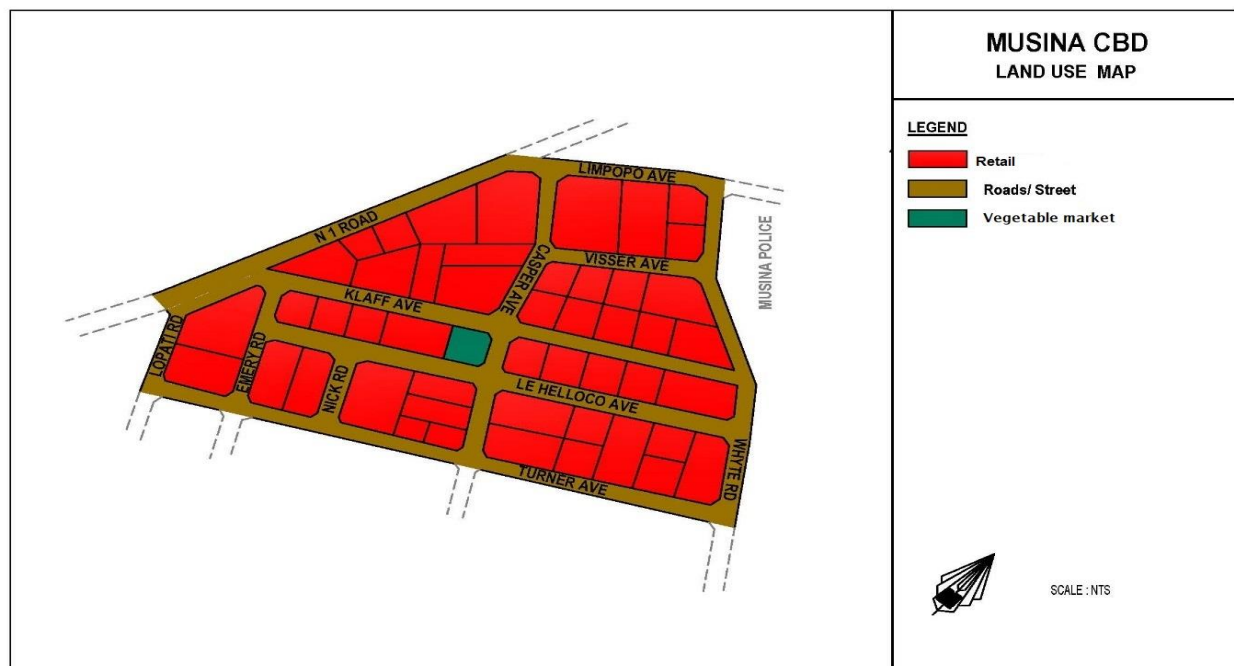 MUSINA CBD
LAND USE MAP
LEGEND
Retail
Roads/ Street
Vegetable market
LIMPOPO AVE
N 1 ROAD
VISSER AVE
CASPER AVE
MUSINA POLICE
KLAFF AVE
LOPATI RD
EMERY RD
NICK RD
LE HELLOCO AVE
WHYTE RD
TURNER AVE
SCALE : NTS